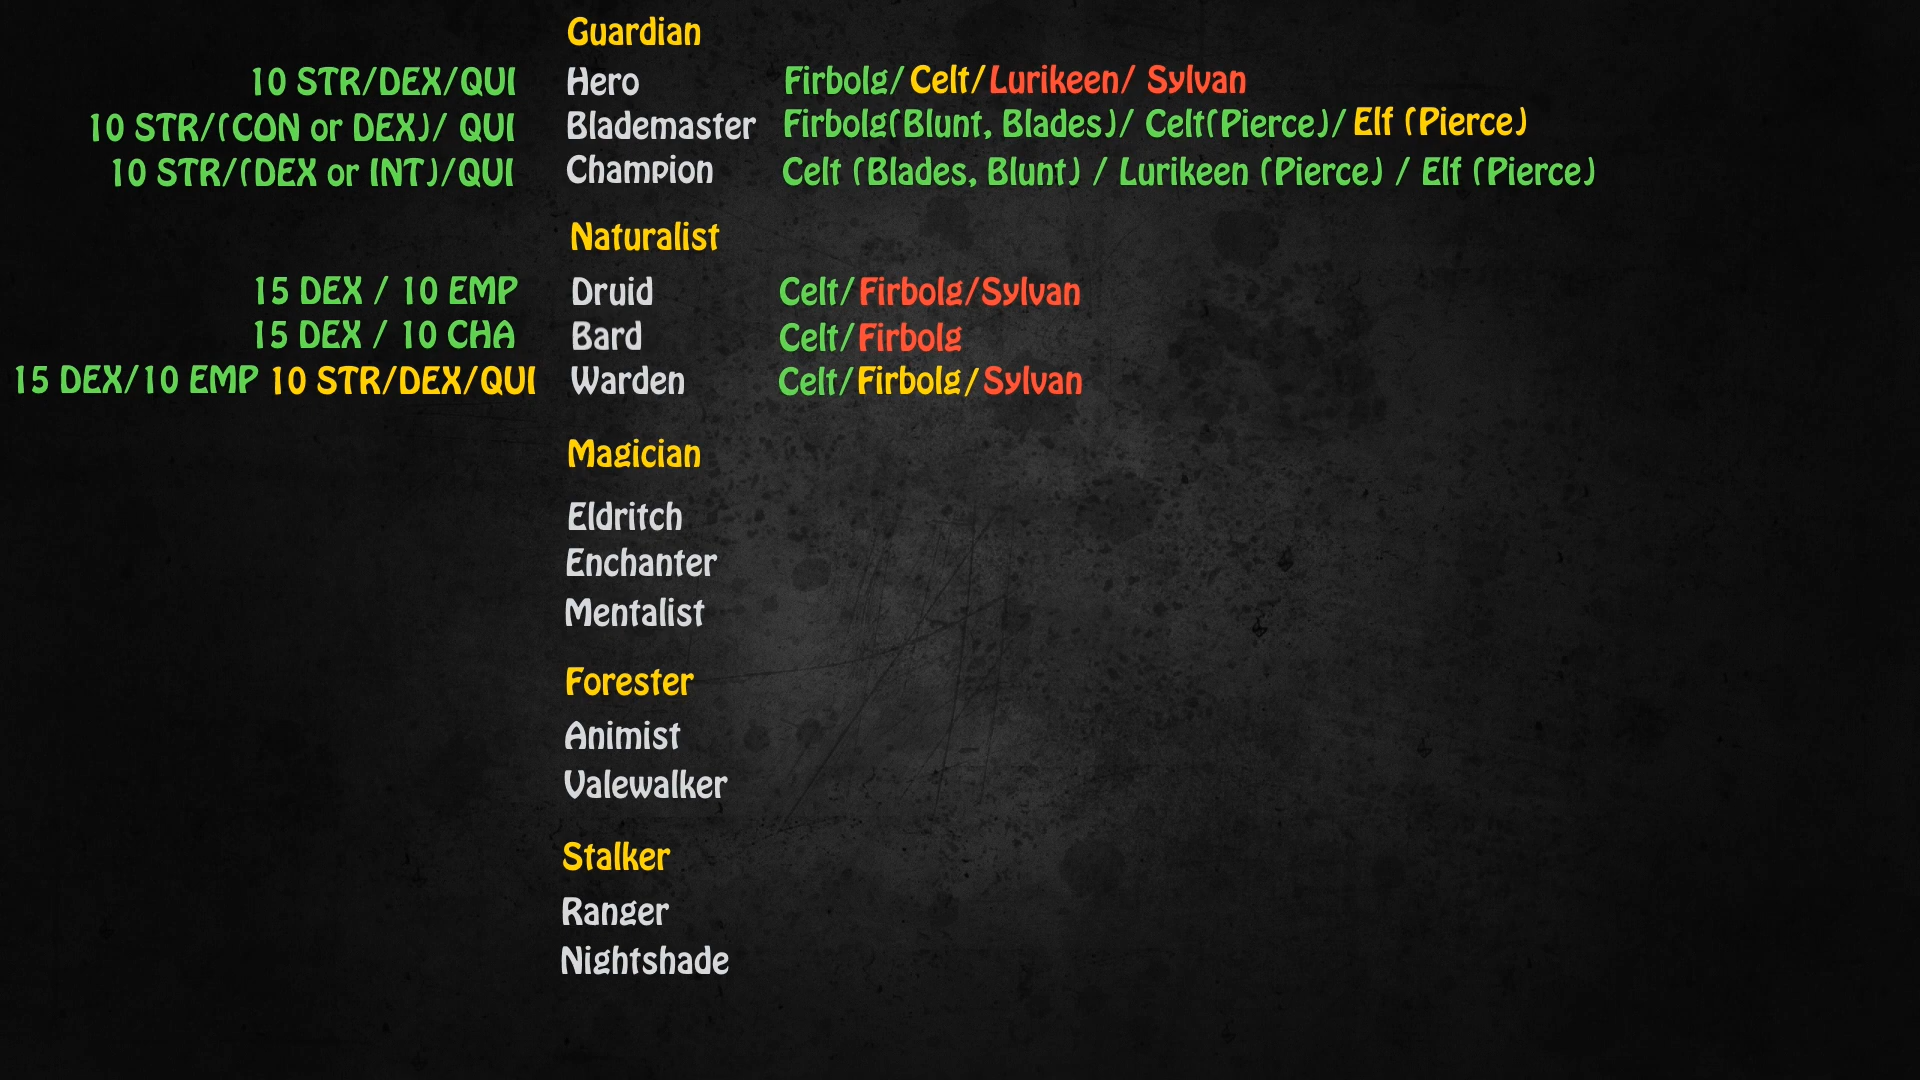 Guardian
10 STR/DEX/QUI Hero Firbolg/ Celt/Lurikeen/ Sylvan
10 STR/(CON or DEX)/ QUI Blademaster Firbolg(Blunt, Blades)/ Celt(Pierce)/ Elf (Pierce)
10 STR/(DEX or INT)/QUI Champion Celt (Blades, Blunt) / Lurikeen (Pierce) / Elf (Pierce)
Naturalist
15 DEX / 10 EMP Druid Celt/Firbolg/Sylvan
15 DEX / 10 CHA Bard Celt/Firbolg
15 DEX/10 EMP 10 STR/DEX/QUI Warden Celt/Firbolg/Sylvan
Magician
Eldritch
Enchanter
Mentalist
Forester
Animist
Valewalker
Stalker
Ranger
Nightshade